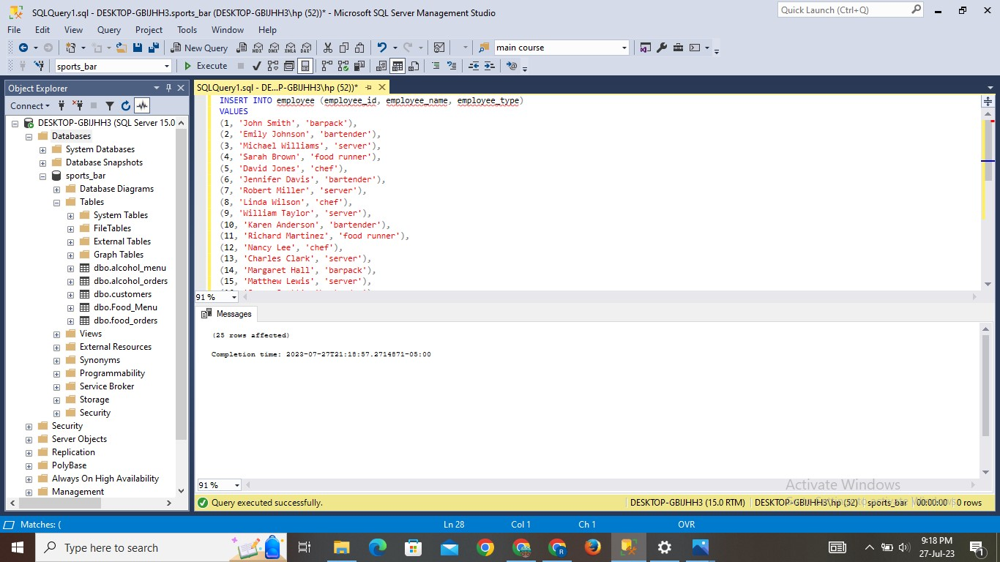 SQLQuery1.sql - DESKTOP-GBIJHH3.sports_bar (DESKTOP-GBIJHH3\hp (52))* - Microsoft SQL Server Management Studio
Quick Launch (Ctrl+Q)
File Edit View Query Project Tools Window Help
New Query MDX DMX XMLA DAX main course
sports_bar Execute
Object Explorer
Connect
DESKTOP-GBIJHH3 (SQL Server 15.0
Databases
System Databases
Database Snapshots
sports_bar
Database Diagrams
Tables
System Tables
FileTables
External Tables
Graph Tables
dbo.alcohol_menu
dbo.alcohol_orders
dbo.customers
dbo.Food_Menu
dbo.food_orders
Views
External Resources
Synonyms
Programmability
Service Broker
Storage
Security
Security
Server Objects
Replication
PolyBase
Always On High Availability
Management
SQLQuery1.sql - DE...P-GBIJHH3\hp (52))*
INSERT INTO employee (employee_id, employee_name, employee_type)
VALUES
(1, 'John Smith', 'barpack'),
(2, 'Emily Johnson', 'bartender'),
(3, 'Michael Williams', 'server'),
(4, 'Sarah Brown', 'food runner'),
(5, 'David Jones', 'chef'),
(6, 'Jennifer Davis', 'bartender'),
(7, 'Robert Miller', 'server'),
(8, 'Linda Wilson', 'chef'),
(9, 'William Taylor', 'server'),
(10, 'Karen Anderson', 'bartender'),
(11, 'Richard Martinez', 'food runner'),
(12, 'Nancy Lee', 'chef'),
(13, 'Charles Clark', 'server'),
(14, 'Margaret Hall', 'barpack'),
(15, 'Matthew Lewis', 'server'),
91 %
Messages
(25 rows affected)
Completion time: 2023-07-27T21:18:57.2714871-05:00
91 %
Activate Windows
Go to Settings to activate Windows.
Query executed successfully. DESKTOP-GBIJHH3 (15.0 RTM) DESKTOP-GBIJHH3\hp (52) sports_bar 00:00:00 0 rows
Matches: ( Ln 28 Col 1 Ch 1 OVR
Type here to search
9:18 PM
27-Jul-23
1